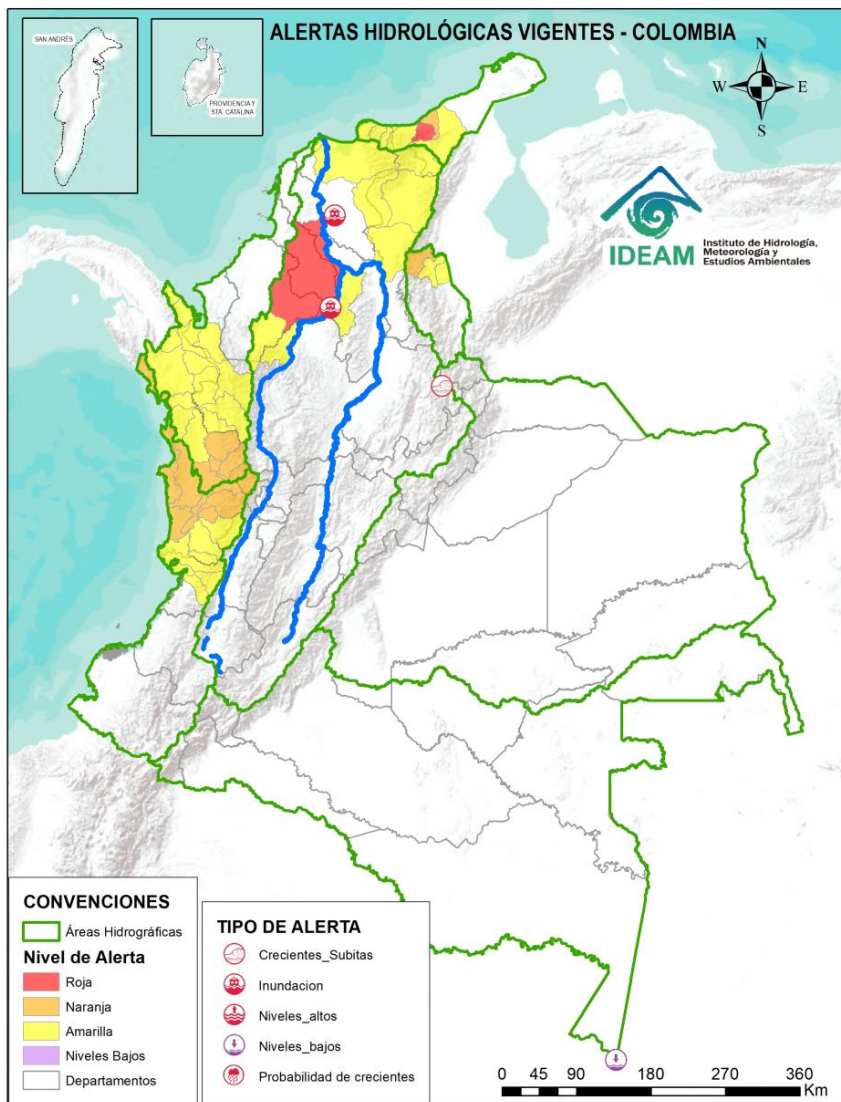 ALERTAS HIDROLÓGICAS VIGENTES - COLOMBIA
SAN ANDRÉS
PROVIDENCIA Y
STA. CATALINA
N
W
E
S
IDEAM
Instituto de Hidrología,
Meteorología y
Estudios Ambientales
CONVENCIONES
Áreas Hidrográficas
Nivel de Alerta
Roja
Naranja
Amarilla
Niveles Bajos
Departamentos
TIPO DE ALERTA
Crecientes_Subitas
Inundacion
Niveles_altos
Niveles_bajos
Probabilidad de crecientes
0 45 90 180 270 360
Km